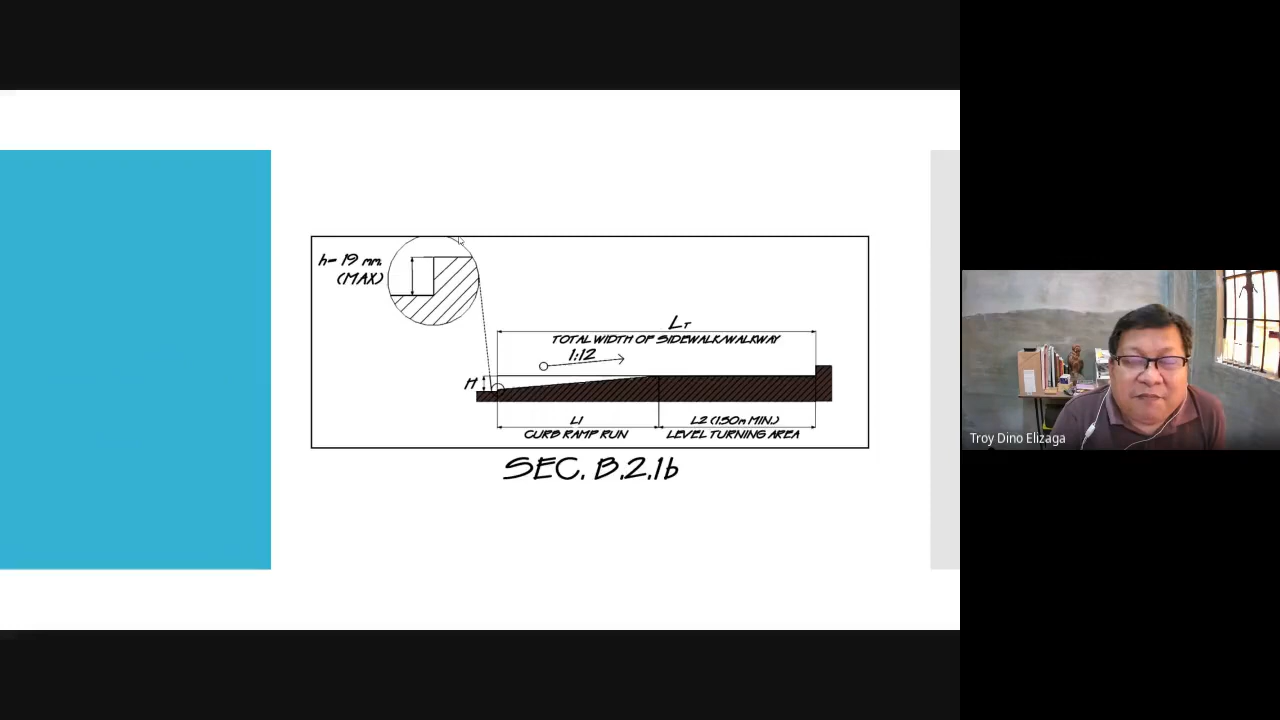 h= 19 mm.
(MAX)
LT
TOTAL WIDTH OF SIDEWALK/WALKWAY
1:12
H
L1
L2 (1.50m MIN.)
CURB RAMP RUN
LEVEL TURNING AREA
SEC. B.2.1b
Troy Dino Elizaga